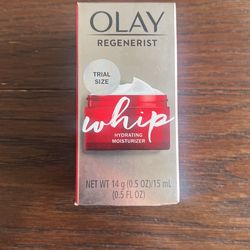 OLAY
REGENERIST
TRIAL
SIZE
whip
HYDRATING
MOISTURIZER
NET WT 14 g (0.5 OZ)/15 mL
(0.5 FL OZ)